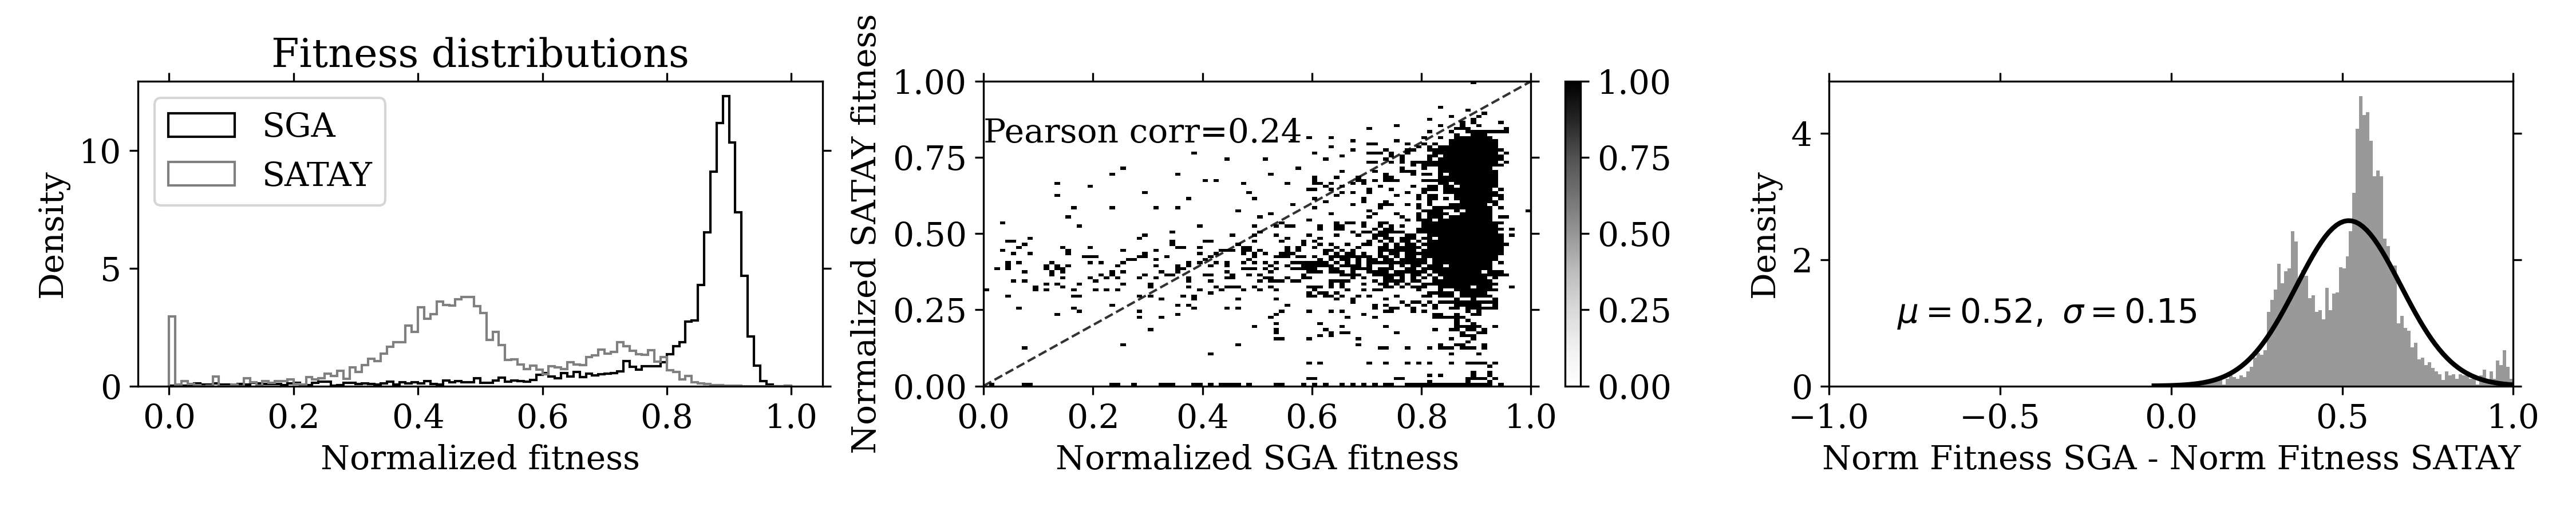 Fitness distributions
SGA
SATAY
Density
10
5
0
0.0 0.2 0.4 0.6 0.8 1.0
Normalized fitness
Normalized SATAY fitness
1.00
0.75
0.50
0.25
0.00
Pearson corr=0.24
0.0 0.2 0.4 0.6 0.8 1.0
Normalized SGA fitness
1.00
0.75
0.50
0.25
0.00
Density
4
2
0
μ = 0.52, σ = 0.15
−1.0 −0.5 0.0 0.5 1.0
Norm Fitness SGA - Norm Fitness SATAY